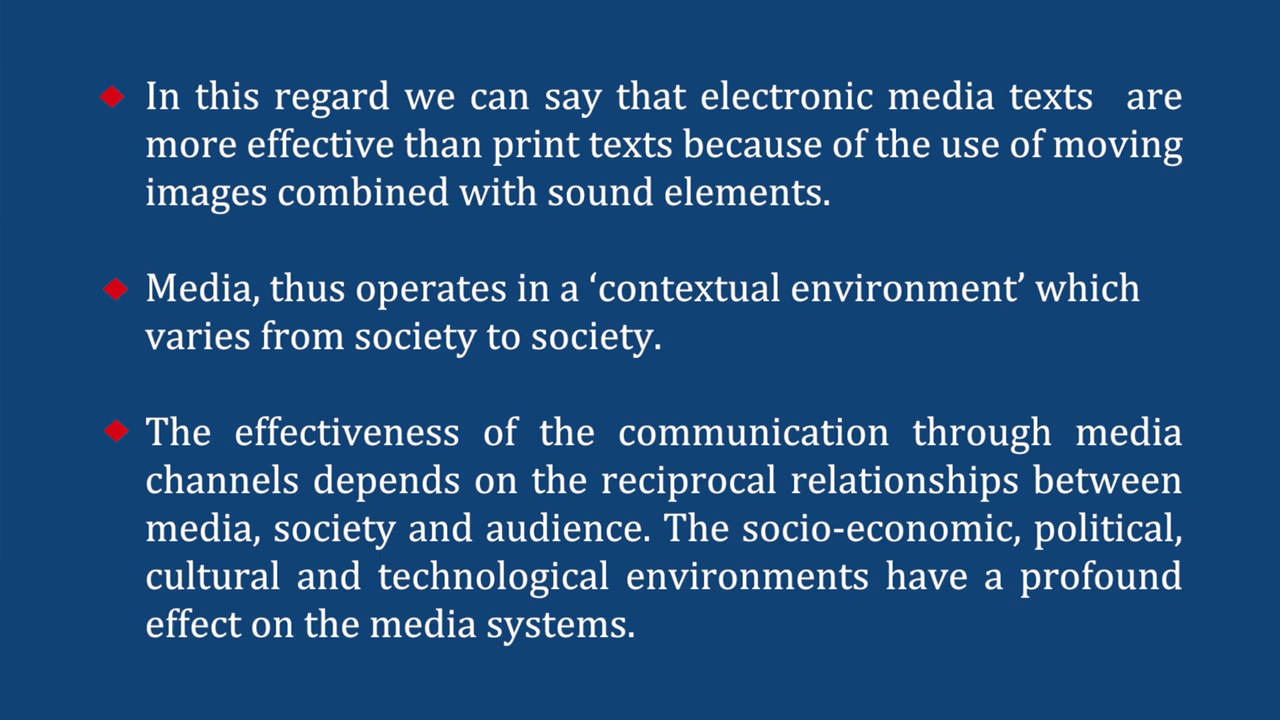 In this regard we can say that electronic media texts are
more effective than print texts because of the use of moving
images combined with sound elements.
Media, thus operates in a ‘contextual environment’ which
varies from society to society.
The effectiveness of the communication through media
channels depends on the reciprocal relationships between
media, society and audience. The socio-economic, political,
cultural and technological environments have a profound
effect on the media systems.